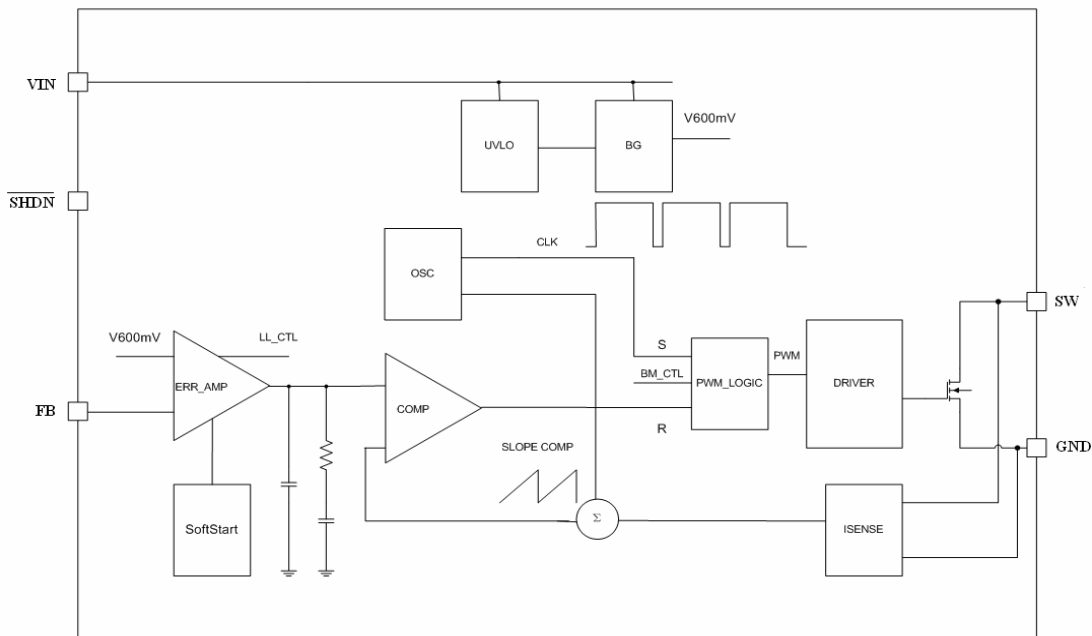 VIN
UVLO
BG
V600mV
SHDN
CLK
OSC
SW
V600mV
LL_CTL
ERR_AMP
S
BM_CTL
PWM_LOGIC
PWM
DRIVER
FB
COMP
R
GND
SLOPE COMP
SoftStart
Σ
ISENSE